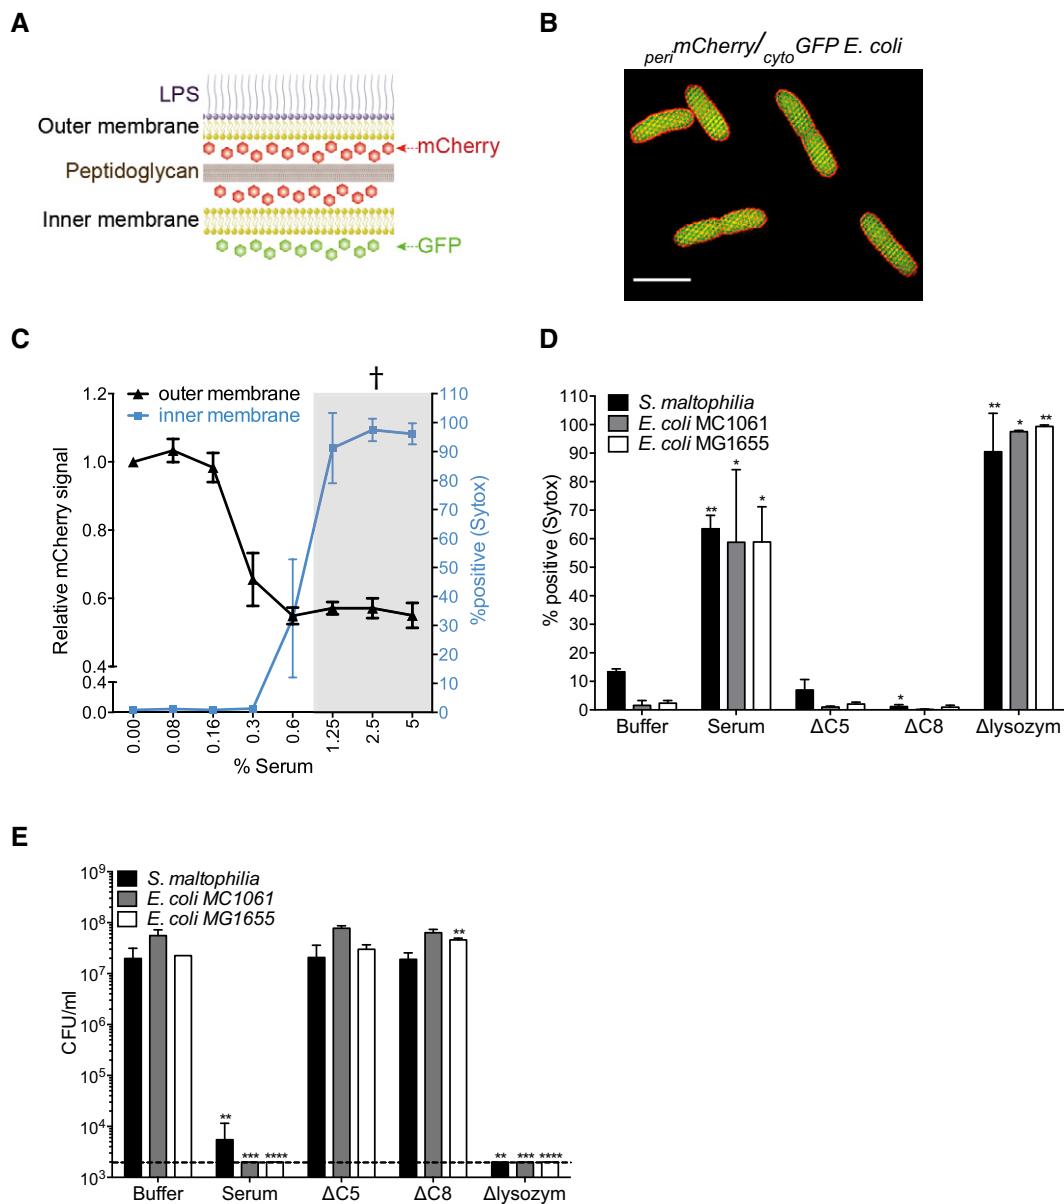 A
LPS
Outer membrane
mCherry
Peptidoglycan
Inner membrane
GFP
B
peri mCherry/cyto GFP E. coli
C
†
outer membrane
inner membrane
1.2
1.0
0.8
0.6
0.4
0.4
0.0
Relative mCherry signal
110
100
90
80
70
60
50
40
30
20
10
0
%positive (Sytox)
0.00
0.08
0.16
0.3
0.6
1.25
2.5
5
% Serum
D
S. maltophilia
E. coli MC1061
E. coli MG1655
110
100
90
80
70
60
50
40
30
20
10
0
% positive (Sytox)
** * *
*
** * **
Buffer Serum ΔC5 ΔC8 Δlysozym
E
S. maltophilia
E. coli MC1061
E. coli MG1655
10⁹
10⁸
10⁷
10⁶
10⁵
10⁴
10³
CFU/ml
** *** ****
**
** *** ****
Buffer Serum ΔC5 ΔC8 Δlysozym